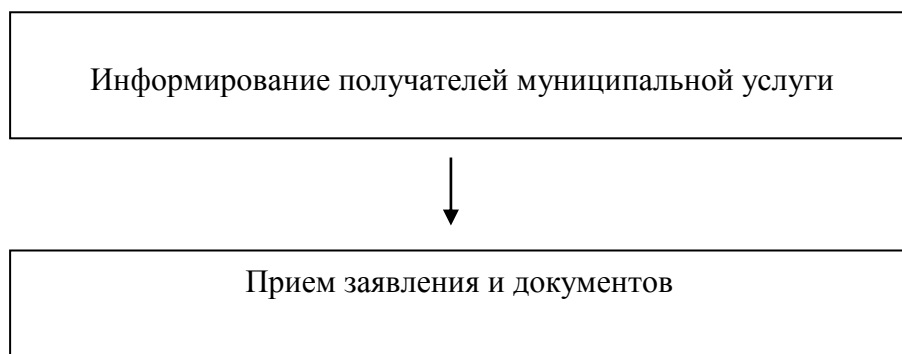 Информирование получателей муниципальной услуги
Прием заявления и документов